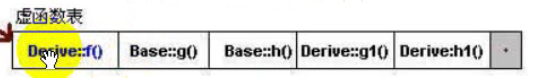 虚函数表
Derive::f() Base::g() Base::h() Derive::g1() Derive:h1()